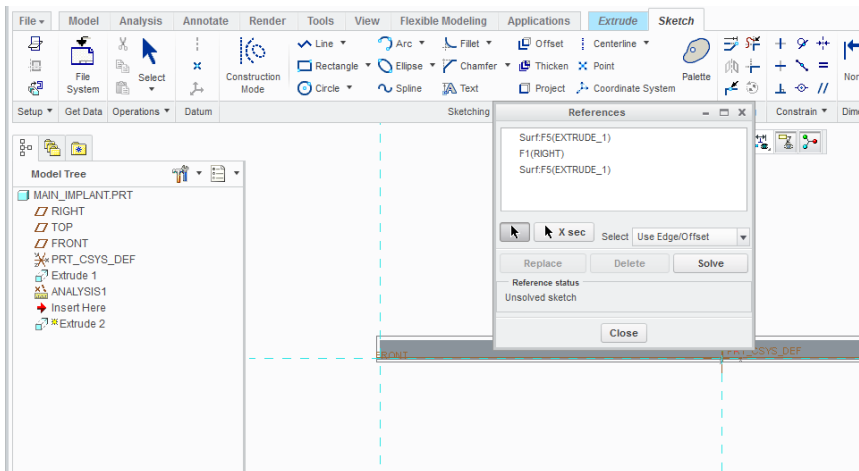 File Model Analysis Annotate Render Tools View Flexible Modeling Applications Extrude Sketch
Line Arc Fillet Offset Centerline
File System Select Construction Mode Rectangle Ellipse Chamfer Thicken Point Palette Nor
Circle Spline Text Project Coordinate System
Setup Get Data Operations Datum Sketching Constrain Dime
References
Surf:F5(EXTRUDE_1)
F1(RIGHT)
Surf:F5(EXTRUDE_1)
X sec Select Use Edge/Offset
Replace Delete Solve
Reference status
Unsolved sketch
Close
Model Tree
MAIN_IMPLANT.PRT
RIGHT
TOP
FRONT
PRT_CSYS_DEF
Extrude 1
ANALYSIS1
Insert Here
Extrude 2
FRONT PRT_CSYS_DEF